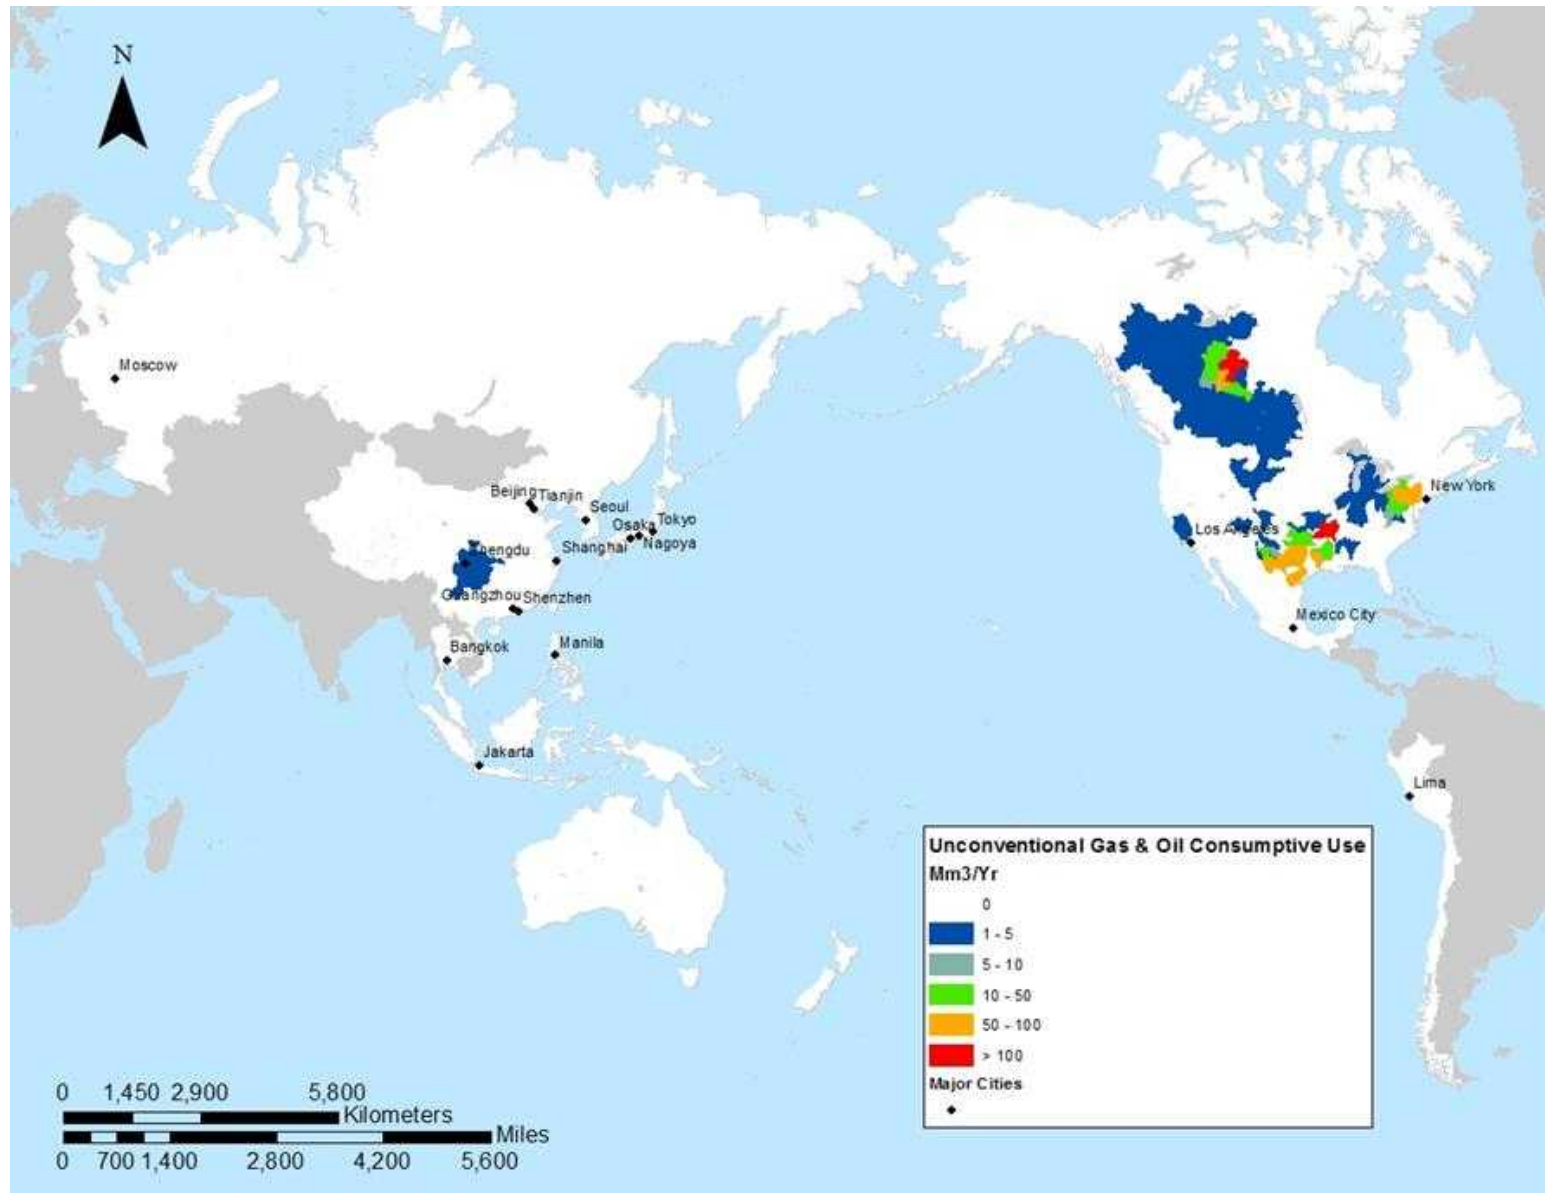 N
Moscow
Beijing
Tianjin
Seoul
Osaka
Tokyo
Nagoya
Chengdu
Shanghai
Guangzhou
Shenzhen
Bangkok
Manila
Jakarta
New York
Los Angeles
Mexico City
Lima
Unconventional Gas & Oil Consumptive Use
Mm3/Yr
0
1 - 5
5 - 10
10 - 50
50 - 100
> 100
Major Cities
0 1,450 2,900 5,800
Kilometers
Miles
0 700 1,400 2,800 4,200 5,600